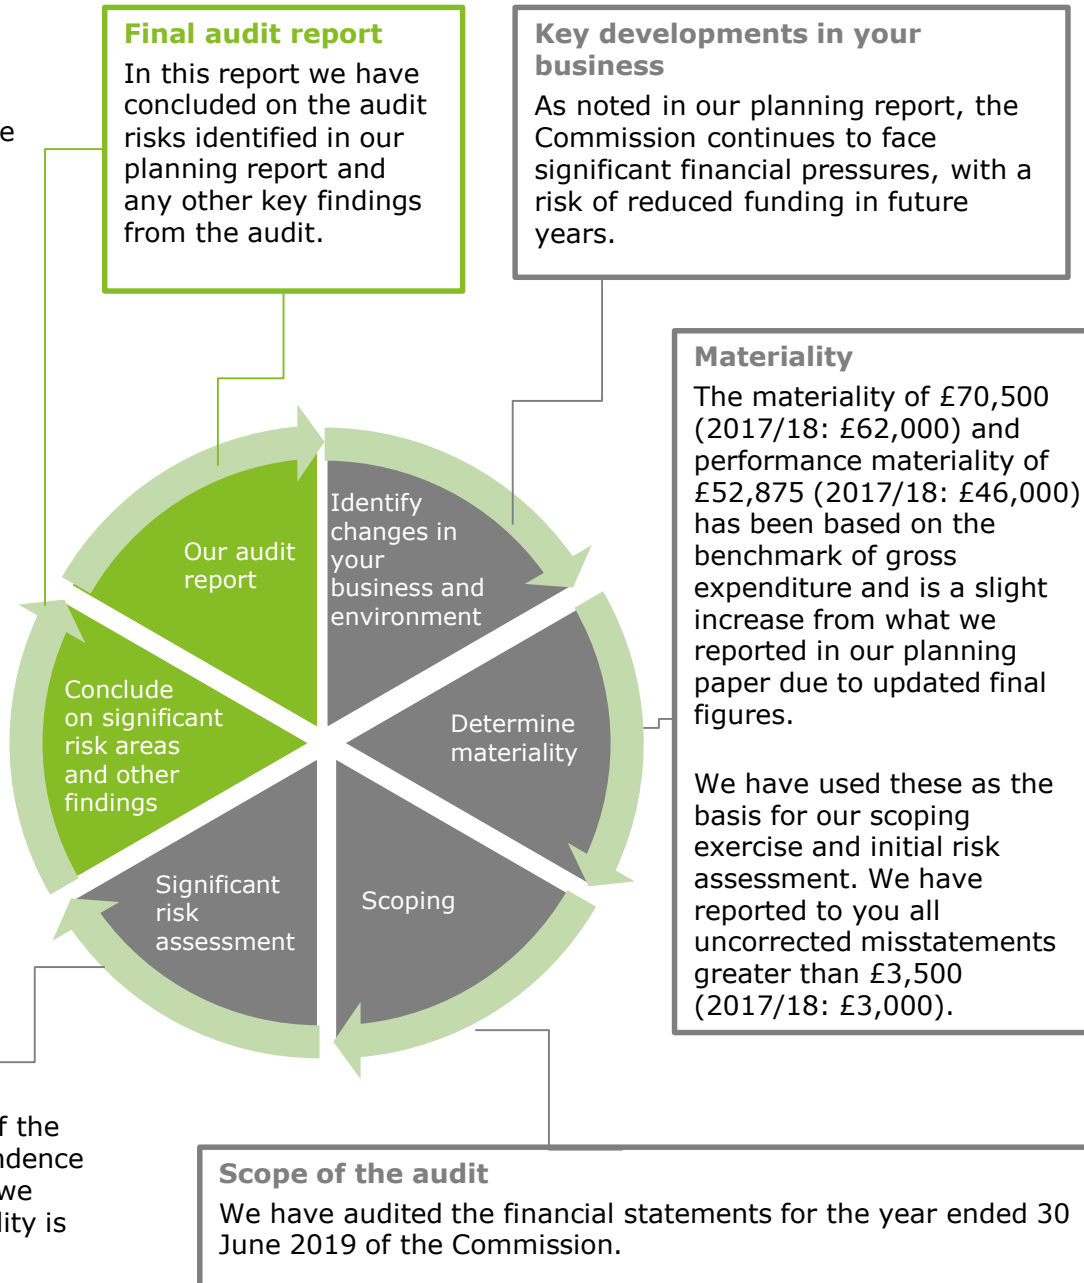 Final audit report
In this report we have
concluded on the audit
risks identified in our
planning report and
any other key findings
from the audit.
Key developments in your
business
As noted in our planning report, the
Commission continues to face
significant financial pressures, with a
risk of reduced funding in future
years.
e
Materiality
The materiality of £70,500
(2017/18: £62,000) and
performance materiality of
£52,875 (2017/18: £46,000)
has been based on the
benchmark of gross
expenditure and is a slight
increase from what we
reported in our planning
paper due to updated final
figures.
We have used these as the
basis for our scoping
exercise and initial risk
assessment. We have
reported to you all
uncorrected misstatements
greater than £3,500
(2017/18: £3,000).
Identify
changes in
your
business and
environment
Our audit
report
Determine
materiality
Conclude
on significant
risk areas
and other
findings
Significant
risk
assessment
Scoping
f the
ndence
we
lity is
Scope of the audit
We have audited the financial statements for the year ended 30
June 2019 of the Commission.